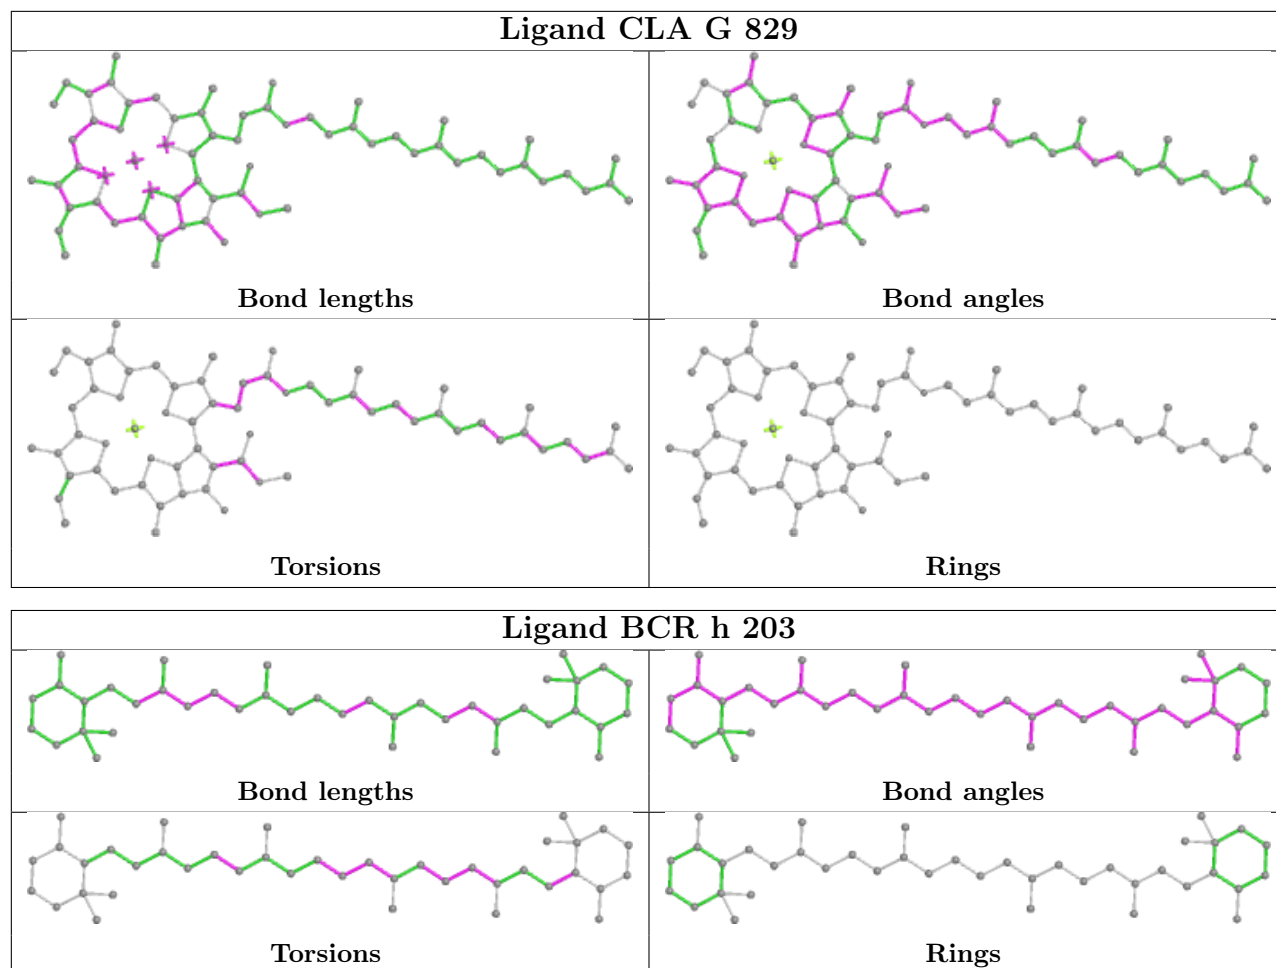 Ligand CLA G 829
Bond lengths
Bond angles
Torsions
Rings
Ligand BCR h 203
Bond lengths
Bond angles
Torsions
Rings